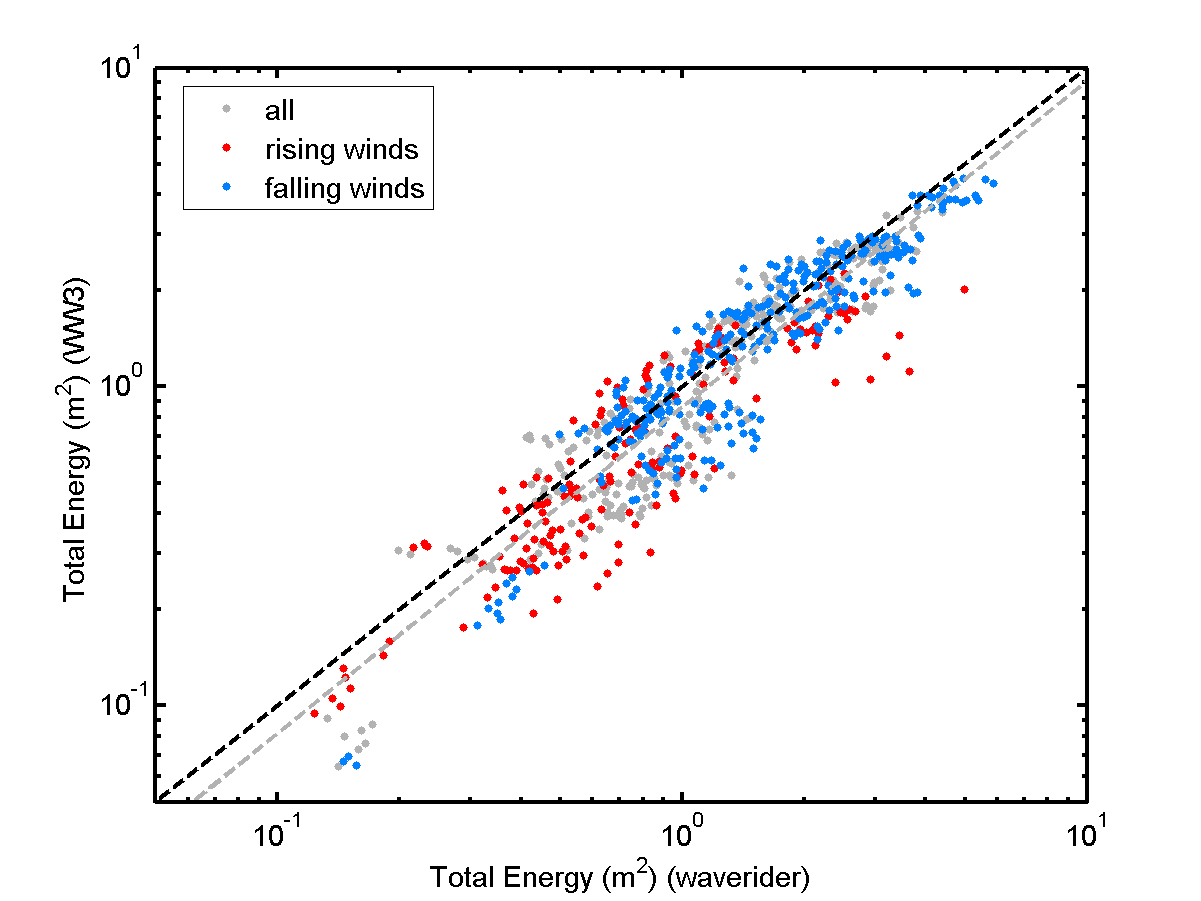 10^1
all
rising winds
falling winds
Total Energy (m^2) (WW3)
10^0
10^-1
10^-1
10^0
10^1
Total Energy (m^2) (waverider)